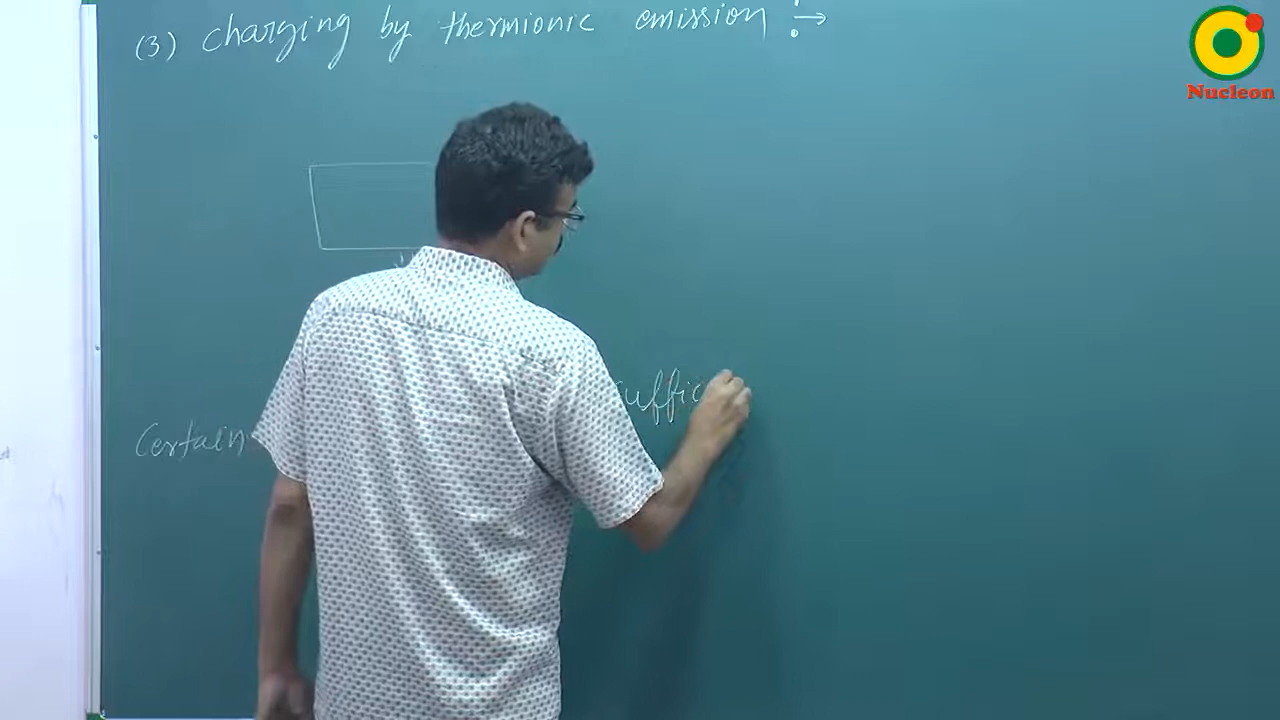 (3) charging by thermionic emission :→
Nucleon
suffic
Certain